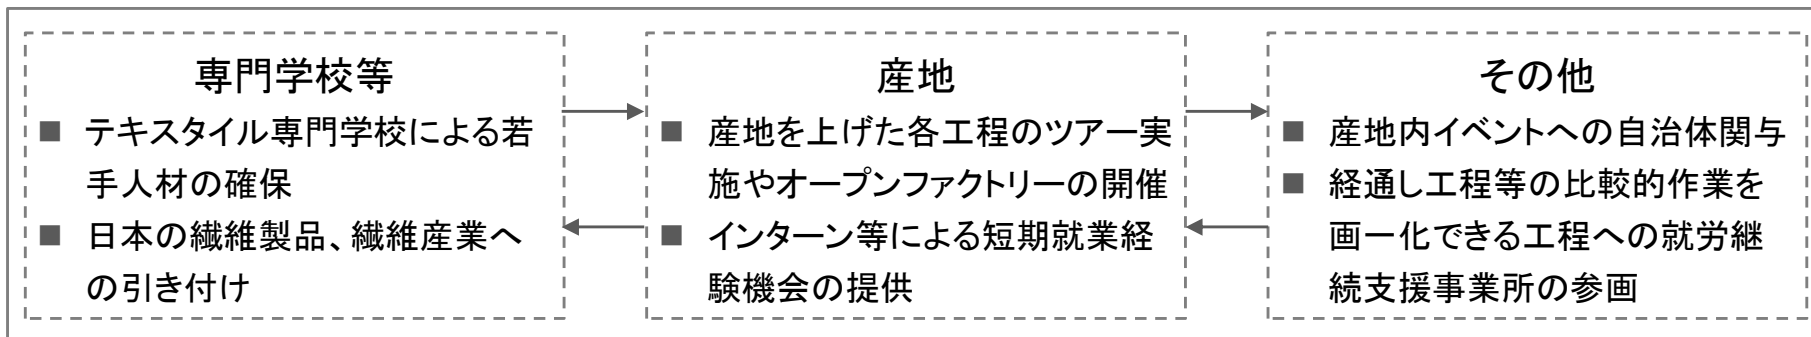 専門学校等
■ テキスタイル専門学校による若
手人材の確保
■ 日本の繊維製品、繊維産業へ
の引き付け
産地
■ 産地を上げた各工程のツアー実
施やオープンファクトリーの開催
■ インターン等による短期就業経
験機会の提供
その他
■ 産地内イベントへの自治体関与
■ 経通し工程等の比較的作業を
画一化できる工程への就労継
続支援事業所の参画